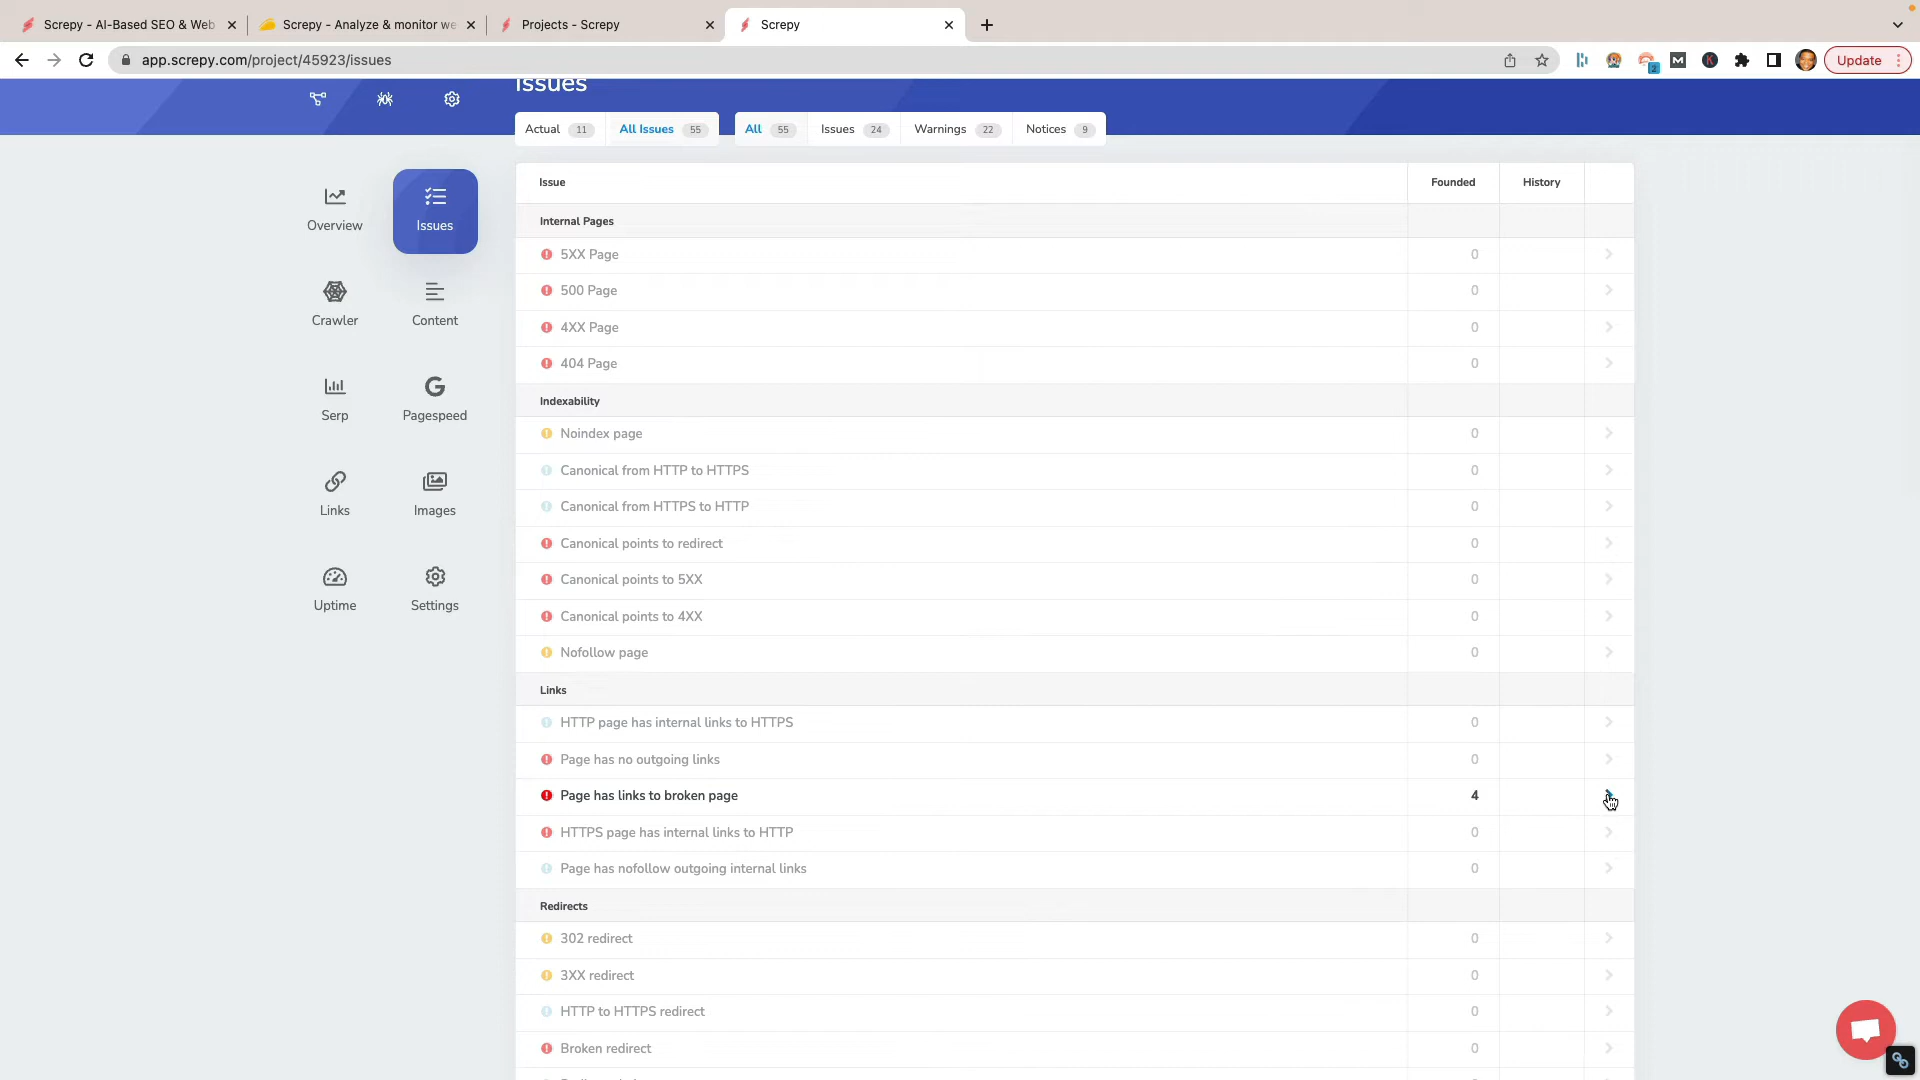 Screpy - AI-Based SEO & Web
Screpy - Analyze & monitor we
Projects - Screpy
Screpy
app.screpy.com/project/45923/issues
2
M
K
Update
Issues
Actual 11
All Issues 55
All 55
Issues 24
Warnings 22
Notices 9
Overview
Issues
Crawler
Content
Serp
Pagespeed
Links
Images
Uptime
Settings
Issue Founded History
Internal Pages
5XX Page 0
500 Page 0
4XX Page 0
404 Page 0
Indexability
Noindex page 0
Canonical from HTTP to HTTPS 0
Canonical from HTTPS to HTTP 0
Canonical points to redirect 0
Canonical points to 5XX 0
Canonical points to 4XX 0
Nofollow page 0
Links
HTTP page has internal links to HTTPS 0
Page has no outgoing links 0
Page has links to broken page 4
HTTPS page has internal links to HTTP 0
Page has nofollow outgoing internal links 0
Redirects
302 redirect 0
3XX redirect 0
HTTP to HTTPS redirect 0
Broken redirect 0